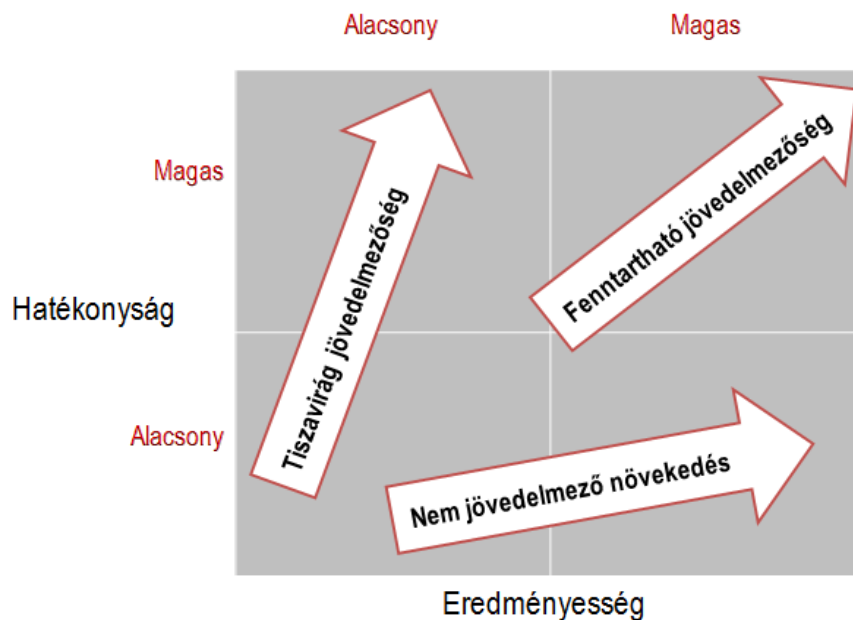 Alacsony Magas
Magas
Tiszavirág jövedelmezőség
Fenntartható jövedelmezőség
Hatékonyság
Alacsony
Nem jövedelmező növekedés
Eredményesség